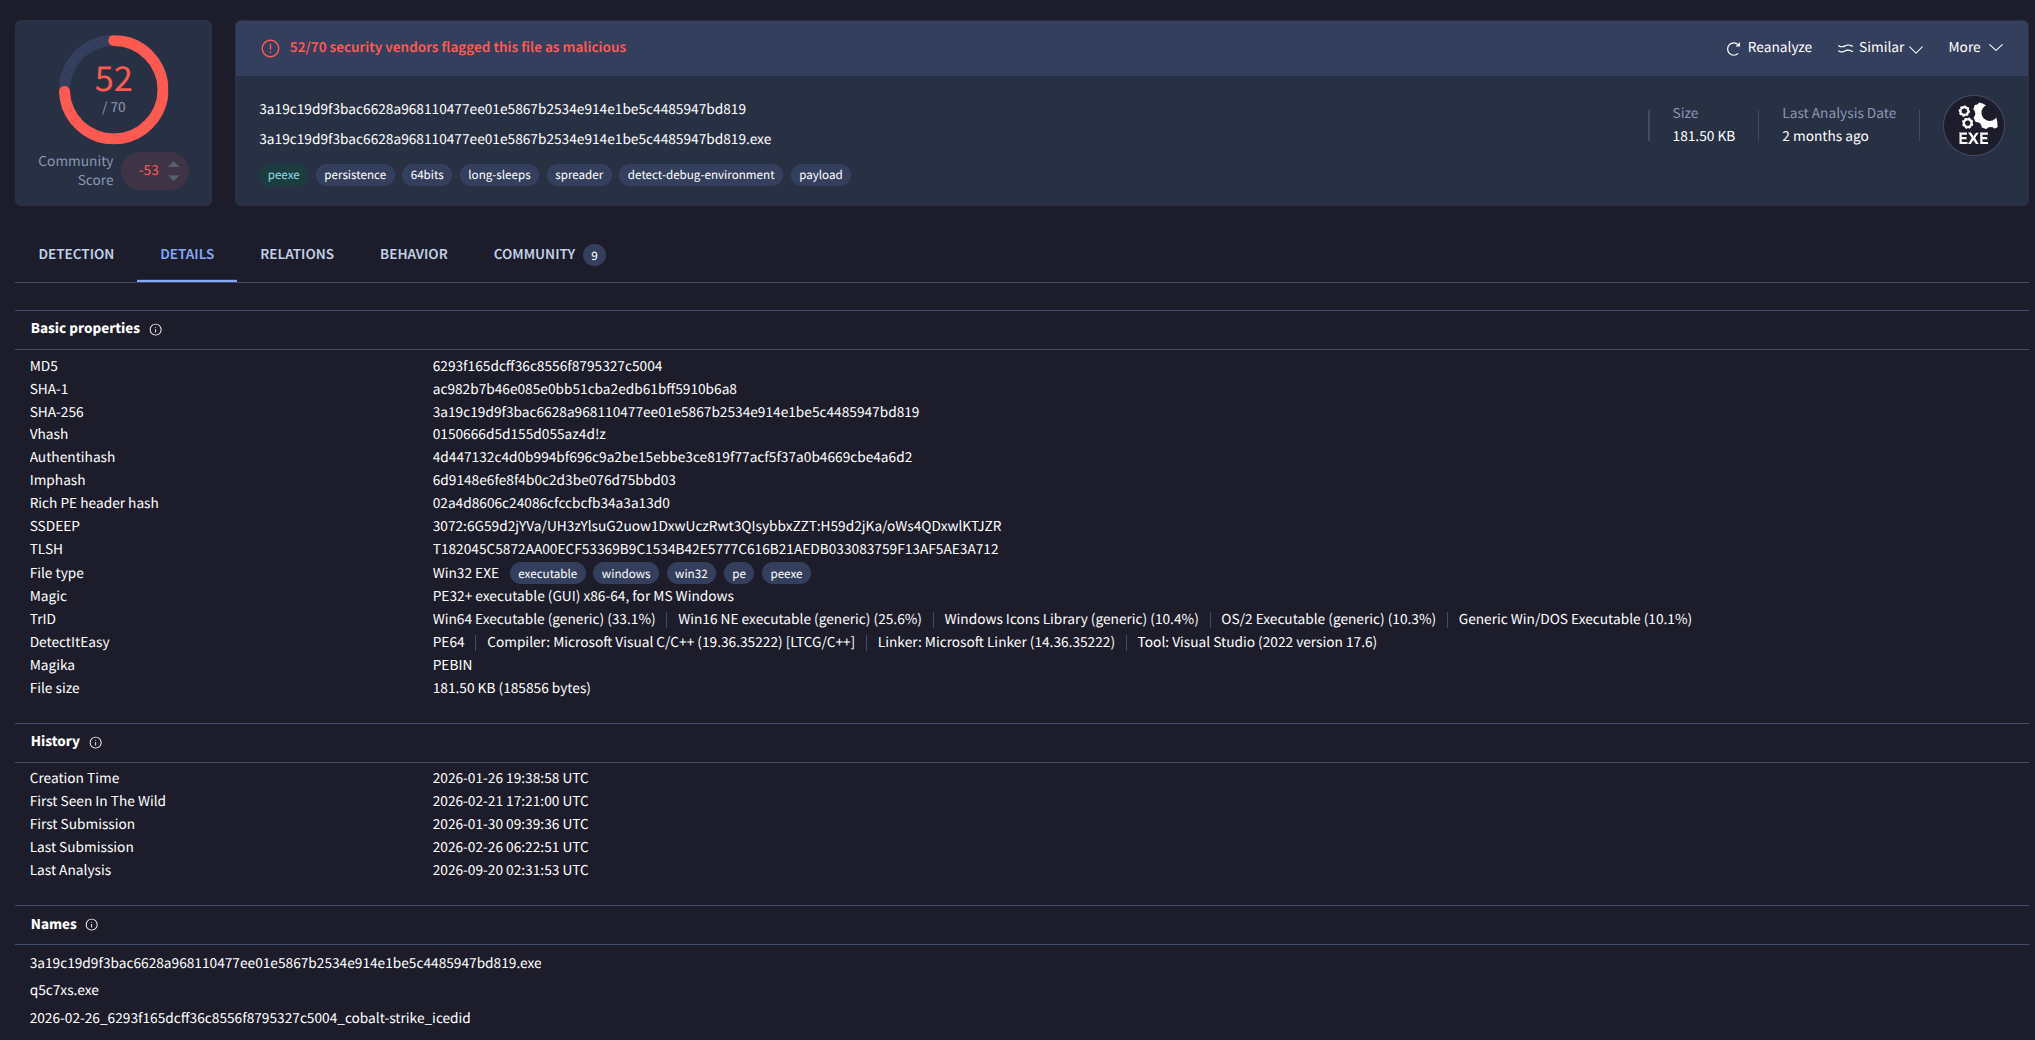 52
/ 70
Community Score
-53
52/70 security vendors flagged this file as malicious
Reanalyze
Similar
More
3a19c19d9f3bac6628a968110477ee01e5867b2534e914e1be5c4485947bd819
3a19c19d9f3bac6628a968110477ee01e5867b2534e914e1be5c4485947bd819.exe
peexe persistence 64bits long-sleeps spreader detect-debug-environment payload
Size
181.50 KB
Last Analysis Date
2 months ago
EXE
DETECTION DETAILS RELATIONS BEHAVIOR COMMUNITY 9
Basic properties
MD5 6293f165dcff36c8556f8795327c5004
SHA-1 ac982b7b46e085e0bb51cba2edb61bff5910b6a8
SHA-256 3a19c19d9f3bac6628a968110477ee01e5867b2534e914e1be5c4485947bd819
Vhash 0150666d5d155d055az4d!z
Authentihash 4d447132c4d0b994bf696c9a2be15ebbe3ce819f77acf5f37a0b4669cbe4a6d2
Imphash 6d9148e6fe8f4b0c2d3be076d75bbd03
Rich PE header hash 02a4d8606c24086cfccbcfb34a3a13d0
SSDEEP 3072:6G59d2jYVa/UH3zYlsuG2uow1DxwUczRwt3QIsybbxZZT:H59d2jKa/oWs4QDxwlKTJZR
TLSH T182045C5872AA00ECF53369B9C1534B42E5777C616B21AEDB033083759F13AF5AE3A712
File type Win32 EXE executable windows win32 pe peexe
Magic PE32+ executable (GUI) x86-64, for MS Windows
TrID Win64 Executable (generic) (33.1%) Win16 NE executable (generic) (25.6%) Windows Icons Library (generic) (10.4%) OS/2 Executable (generic) (10.3%) Generic Win/DOS Executable (10.1%)
DetectItEasy PE64 Compiler: Microsoft Visual C/C++ (19.36.35222) [LTCG/C++] Linker: Microsoft Linker (14.36.35222) Tool: Visual Studio (2022 version 17.6)
Magika PEBIN
File size 181.50 KB (185856 bytes)
History
Creation Time 2026-01-26 19:38:58 UTC
First Seen In The Wild 2026-02-21 17:21:00 UTC
First Submission 2026-01-30 09:39:36 UTC
Last Submission 2026-02-26 06:22:51 UTC
Last Analysis 2026-09-20 02:31:53 UTC
Names
3a19c19d9f3bac6628a968110477ee01e5867b2534e914e1be5c4485947bd819.exe
q5c7xs.exe
2026-02-26_6293f165dcff36c8556f8795327c5004_cobalt-strike_icedid